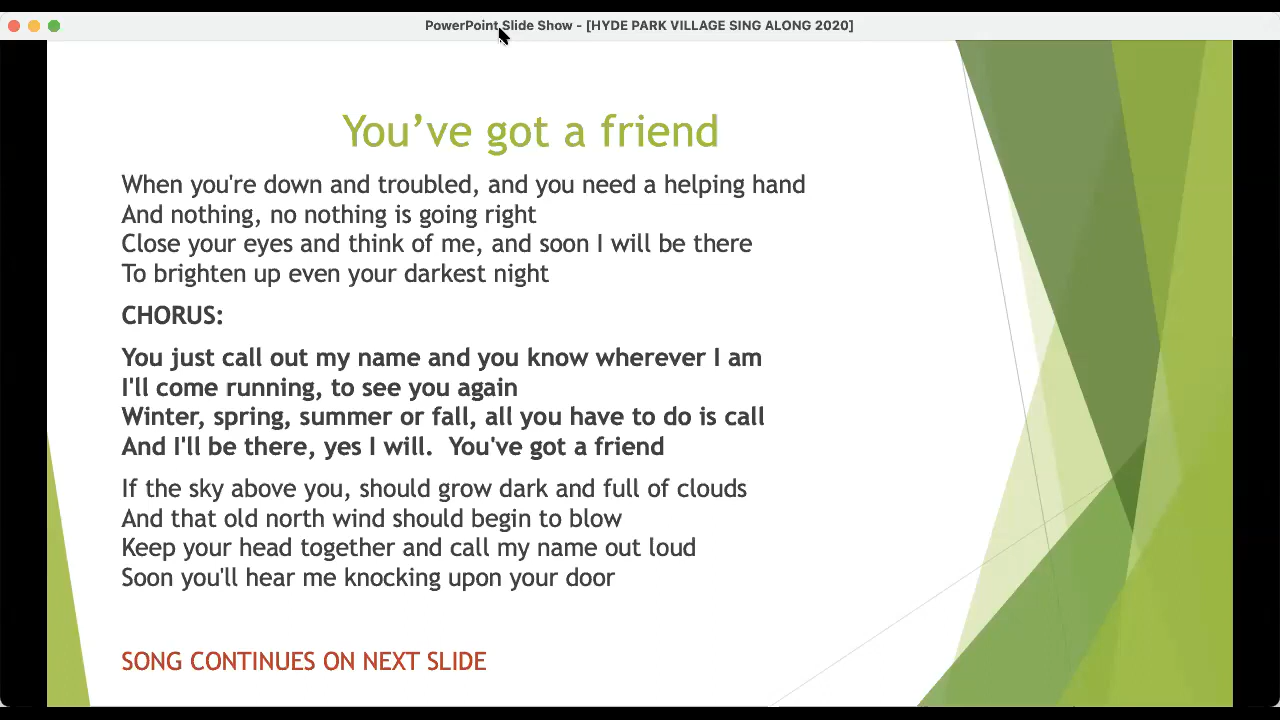 PowerPoint Slide Show - [HYDE PARK VILLAGE SING ALONG 2020]
You’ve got a friend
When you're down and troubled, and you need a helping hand
And nothing, no nothing is going right
Close your eyes and think of me, and soon I will be there
To brighten up even your darkest night
CHORUS:
You just call out my name and you know wherever I am
I'll come running, to see you again
Winter, spring, summer or fall, all you have to do is call
And I'll be there, yes I will.  You've got a friend
If the sky above you, should grow dark and full of clouds
And that old north wind should begin to blow
Keep your head together and call my name out loud
Soon you'll hear me knocking upon your door
SONG CONTINUES ON NEXT SLIDE